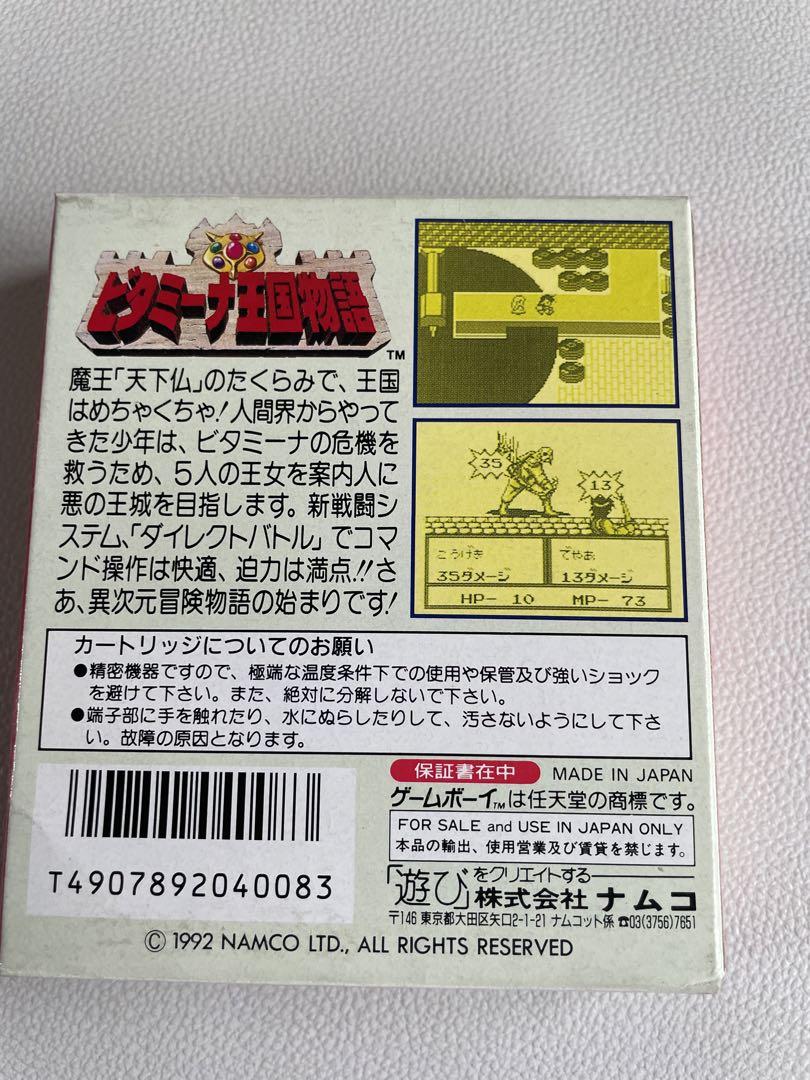 ビタミーナ王国物語
TM
魔王「天下仏」のたくらみで、王国
はめちゃくちゃ!人間界からやって
きた少年は、ビタミーナの危機を
救うため、5人の王女を案内人に
悪の王城を目指します。新戦闘シ
ステム、「ダイレクトバトル」でコマ
ンド操作は快適、迫力は満点!!さ
あ、異次元冒険物語の始まりです!
35
13
こうげき
35ダメージ
てやあ
13ダメージ
HP- 10 MP- 73
カートリッジについてのお願い
●精密機器ですので、極端な温度条件下での使用や保管及び強いショック
を避けて下さい。また、絶対に分解しないで下さい。
●端子部に手を触れたり、水にぬらしたりして、汚さないようにして下さ
い。故障の原因となります。
保証書在中 MADE IN JAPAN
ゲームボーイTMは任天堂の商標です。
FOR SALE and USE IN JAPAN ONLY
本品の輸出、使用営業及び賃貸を禁じます。
「遊び」をクリエイトする
株式会社 ナムコ
〒146 東京都大田区矢口2-1-21 ナムコット係 ☎03(3756)7651
T4907892040083
© 1992 NAMCO LTD., ALL RIGHTS RESERVED